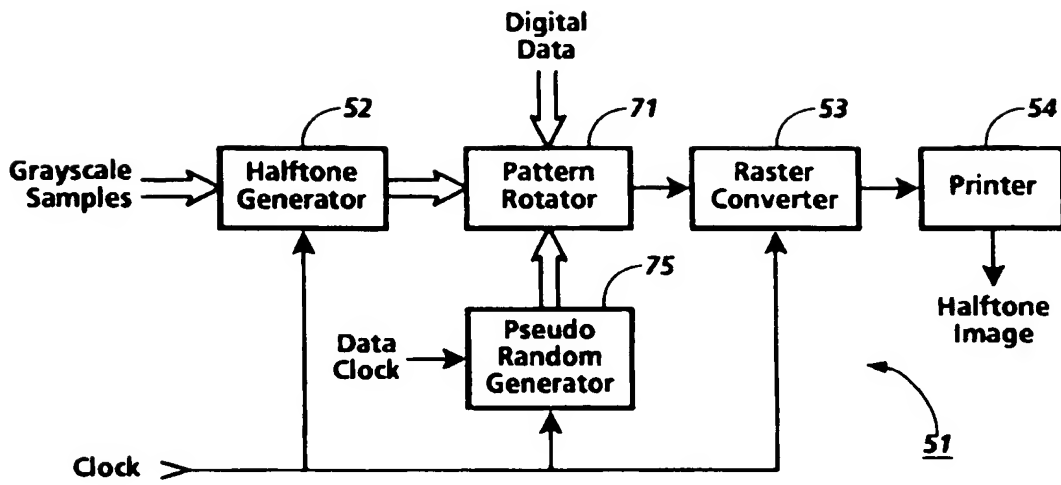 Digital
Data
52
71
53
54
Grayscale
Samples
Halftone
Generator
Pattern
Rotator
Raster
Converter
Printer
75
Data
Clock
Pseudo
Random
Generator
Halftone
Image
51
Clock